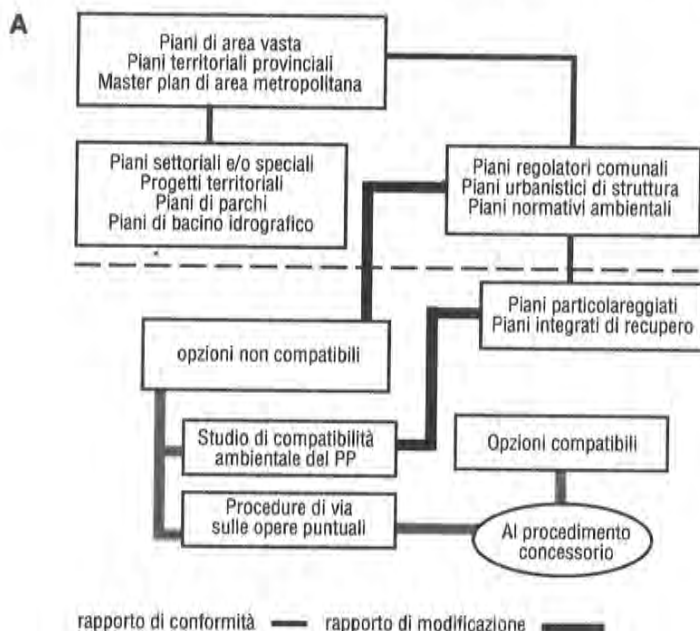 A
Piani di area vasta
Piani territoriali provinciali
Master plan di area metropolitana
Piani settoriali e/o speciali
Progetti territoriali
Piani di parchi
Piani di bacino idrografico
Piani regolatori comunali
Piani urbanistici di struttura
Piani normativi ambientali
Piani particolareggiati
Piani integrati di recupero
opzioni non compatibili
Studio di compatibilità
ambientale del PP
Opzioni compatibili
Procedure di via
sulle opere puntuali
Al procedimento
concessorio
rapporto di conformità rapporto di modificazione